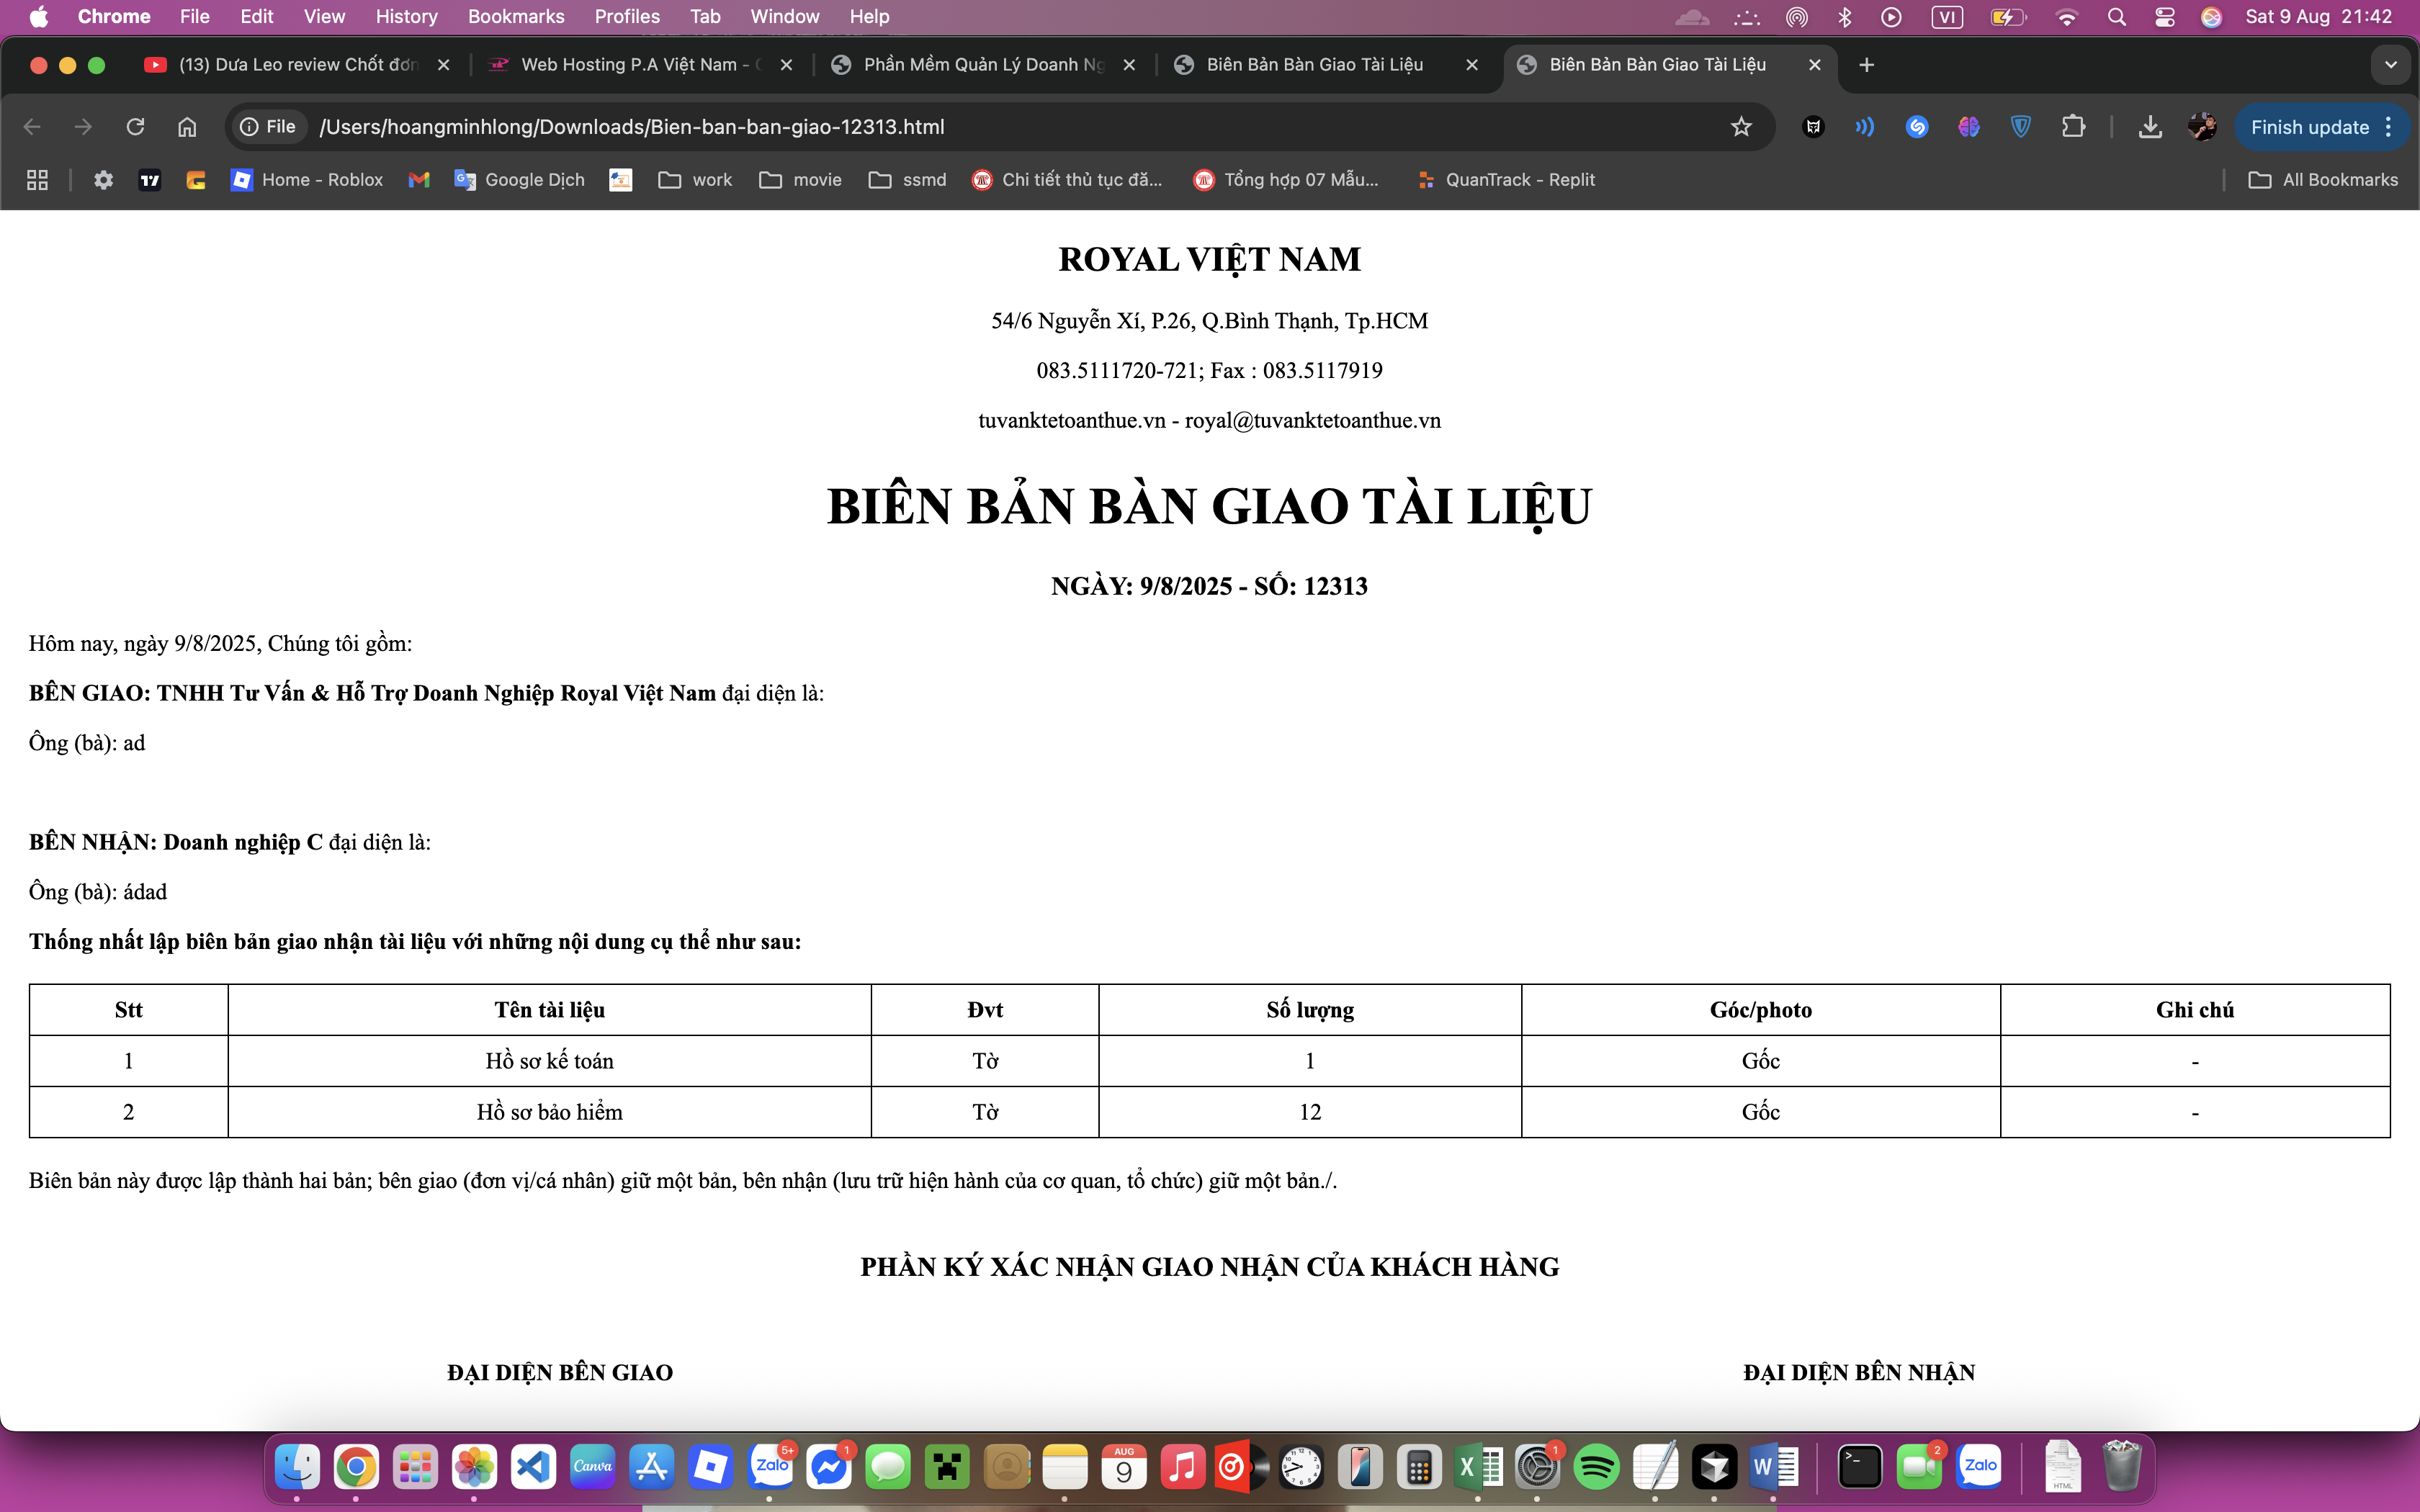 Chrome File Edit View History Bookmarks Profiles Tab Window Help VI Sat 9 Aug 21:42
(13) Dưa Leo review Chốt đơn Web Hosting P.A Việt Nam - Phần Mềm Quản Lý Doanh Ng Biên Bản Bàn Giao Tài Liệu Biên Bản Bàn Giao Tài Liệu
File /Users/hoangminhlong/Downloads/Bien-ban-ban-giao-12313.html Finish update
Home - Roblox Google Dịch work movie ssmd Chi tiết thủ tục đă... Tổng hợp 07 Mẫu... QuanTrack - Replit All Bookmarks
ROYAL VIỆT NAM
54/6 Nguyễn Xí, P.26, Q.Bình Thạnh, Tp.HCM
083.5111720-721; Fax : 083.5117919
tuvanktetoanthue.vn - royal@tuvanktetoanthue.vn
BIÊN BẢN BÀN GIAO TÀI LIỆU
NGÀY: 9/8/2025 - SỐ: 12313
Hôm nay, ngày 9/8/2025, Chúng tôi gồm:
BÊN GIAO: TNHH Tư Vấn & Hỗ Trợ Doanh Nghiệp Royal Việt Nam đại diện là:
Ông (bà): ad
BÊN NHẬN: Doanh nghiệp C đại diện là:
Ông (bà): ádad
Thống nhất lập biên bản giao nhận tài liệu với những nội dung cụ thể như sau:
Stt Tên tài liệu Đvt Số lượng Góc/photo Ghi chú
1 Hồ sơ kế toán Tờ 1 Gốc -
2 Hồ sơ bảo hiểm Tờ 12 Gốc -
Biên bản này được lập thành hai bản; bên giao (đơn vị/cá nhân) giữ một bản, bên nhận (lưu trữ hiện hành của cơ quan, tổ chức) giữ một bản./.
PHẦN KÝ XÁC NHẬN GIAO NHẬN CỦA KHÁCH HÀNG
ĐẠI DIỆN BÊN GIAO ĐẠI DIỆN BÊN NHẬN
Canva Zalo 5+ 1 AUG 9 1 2 Zalo HTML